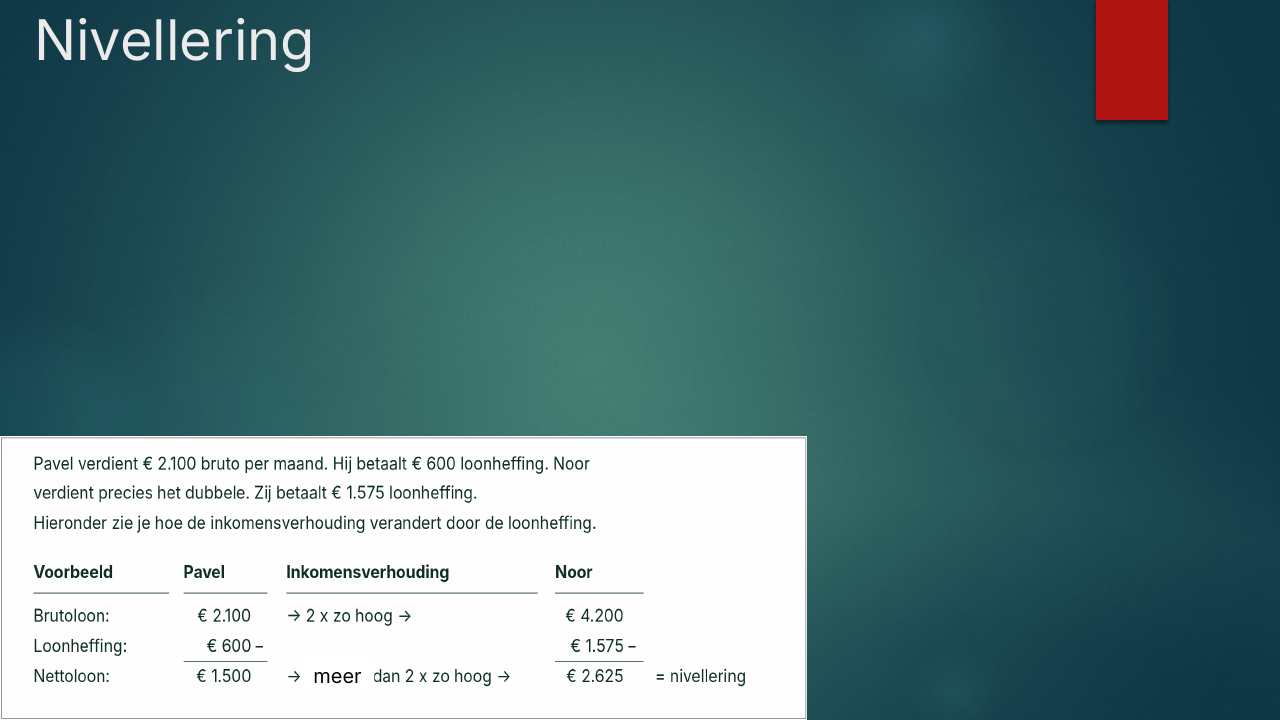 Nivellering
Pavel verdient € 2.100 bruto per maand. Hij betaalt € 600 loonheffing. Noor
verdient precies het dubbele. Zij betaalt € 1.575 loonheffing.
Hieronder zie je hoe de inkomensverhouding verandert door de loonheffing.
Voorbeeld Pavel Inkomensverhouding Noor
Brutoloon: € 2.100 → 2 x zo hoog → € 4.200
Loonheffing: € 600 – € 1.575 –
Nettoloon: € 1.500 → meer dan 2 x zo hoog → € 2.625 = nivellering